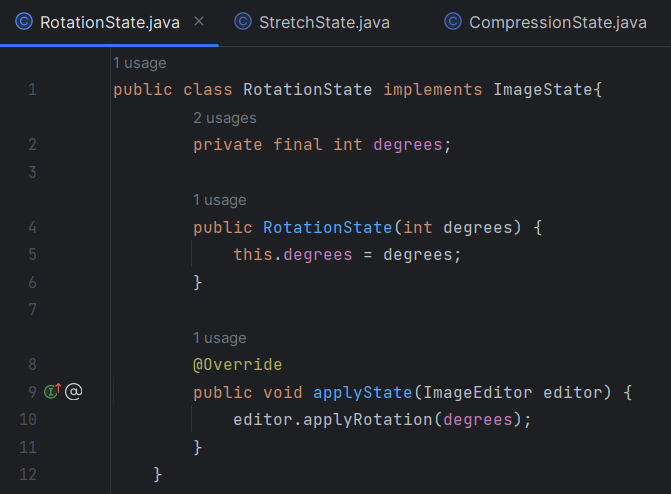 RotationState.java × StretchState.java CompressionState.java
1 usage
1 public class RotationState implements ImageState{
2 usages
2 private final int degrees;
3
1 usage
4 public RotationState(int degrees) {
5 this.degrees = degrees;
6 }
7
1 usage
8 @Override
9 public void applyState(ImageEditor editor) {
10 editor.applyRotation(degrees);
11 }
12 }